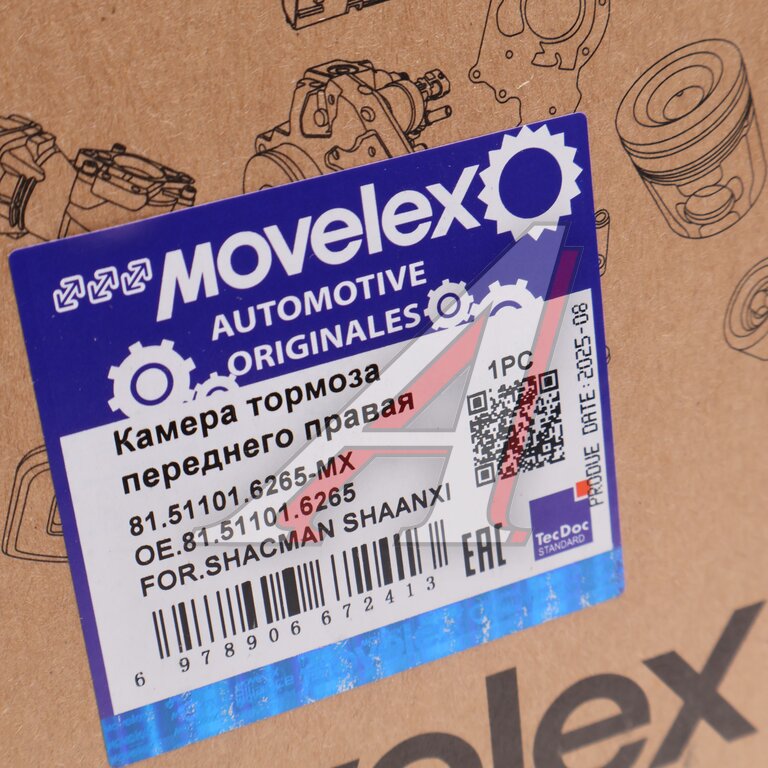 MOVelex
AUTOMOTIVE
ORIGINALES
Камера тормоза
переднего правая
81.51101.6265-MX
OE.81.51101.6265
FOR.SHACMAN SHAANXI
1PC
PRODUE DATE:2025-08
TecDoc
STANDARD
EAC
6 978906 672413
Movelex